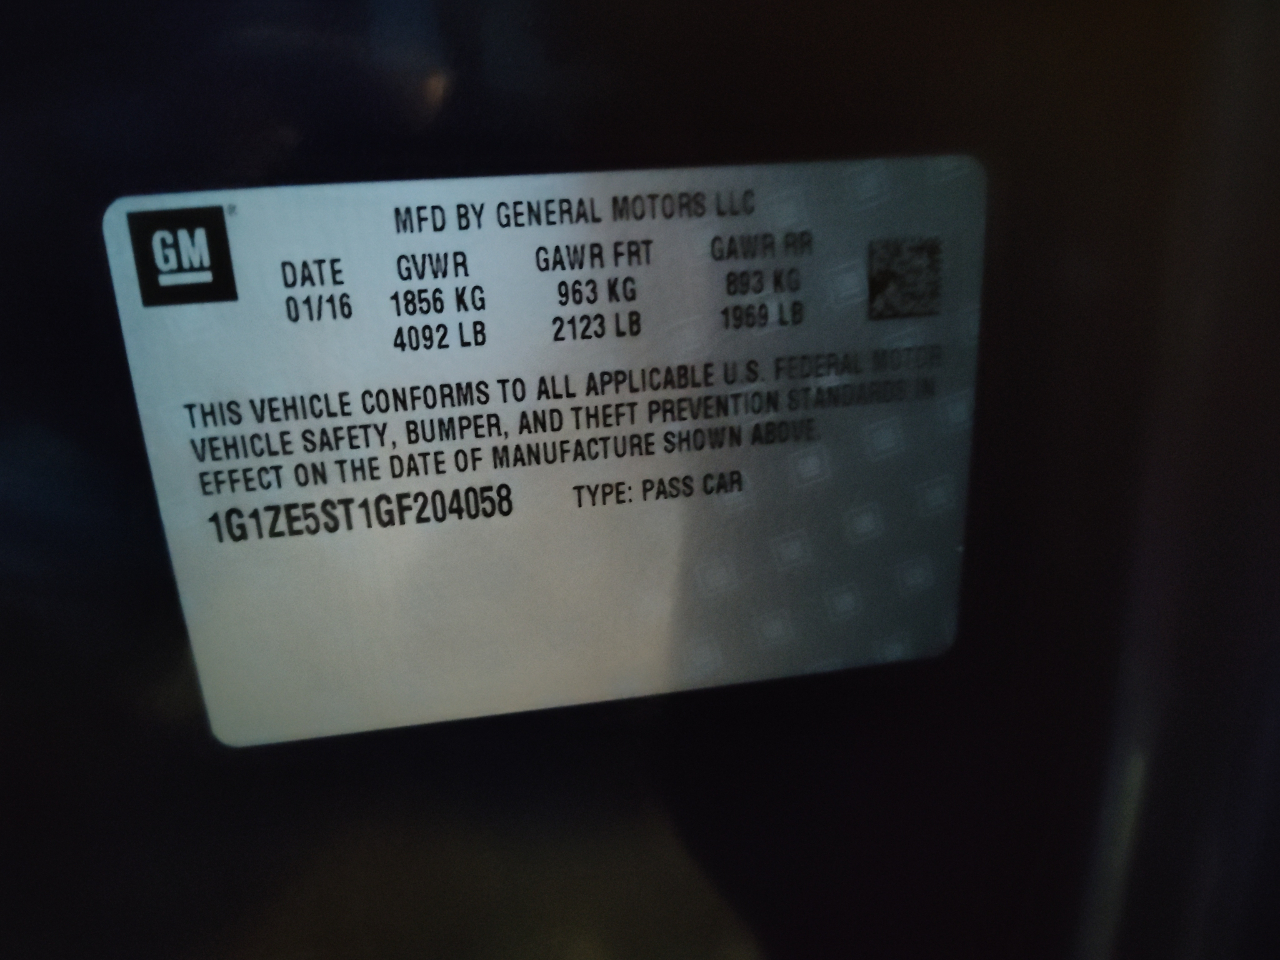 GM ®
MFD BY GENERAL MOTORS LLC
DATE GVWR GAWR FRT GAWR RR
01/16 1856 KG 963 KG 893 KG
4092 LB 2123 LB 1969 LB
THIS VEHICLE CONFORMS TO ALL APPLICABLE U.S. FEDERAL MOTOR
VEHICLE SAFETY, BUMPER, AND THEFT PREVENTION STANDARDS IN
EFFECT ON THE DATE OF MANUFACTURE SHOWN ABOVE.
1G1ZE5ST1GF204058 TYPE: PASS CAR